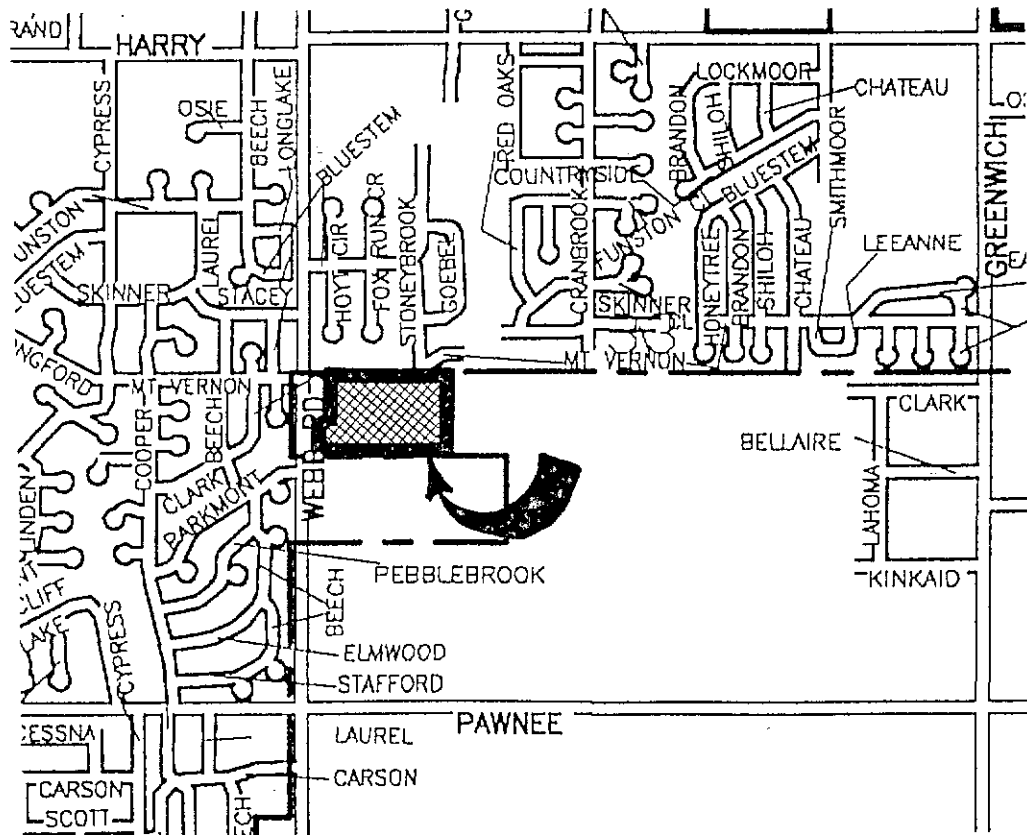 RAND
HARRY
OSIE
CYPRESS
BEECH
LONGLAKE
BLUESTEM
RED OAKS
LOCKMOOR
CHATEAU
BRANDON
SHILOH
COUNTRYSIDE
CL BLUESTEM
SMITHMOOR
GREENWICH
UNSTON
LAUREL
HOYT CIR
FOX RUN CR
STONEYBROOK
GOEBEL
CRANBROOK
FUNSTON
LEEANNE
SKINNER
STACEY
SKINNER
CL
HONEYTREE
BRANDON
SHILOH
CHATEAU
MT VERNON
MT VERNON
CLARK
COOPER
BEECH
WEBB RD
BELLAIRE
LAHOMA
CLARK
PARKMONT
LINDEN
PEBBLEBROOK
KINKAID
CLIFF
LAKE
CYPRESS
BEECH
ELMWOOD
STAFFORD
PAWNEE
CESSNA
LAUREL
CARSON
CARSON
SCOTT
ECH